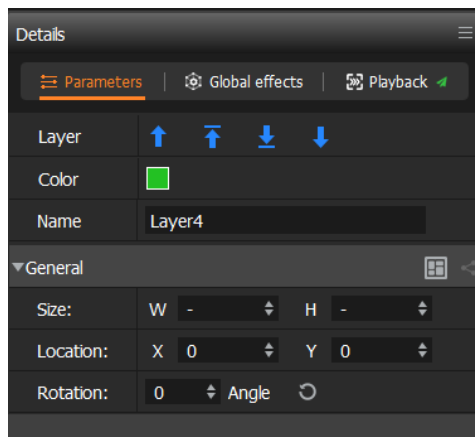 Details
Parameters Global effects Playback
Layer
Color
Name Layer4
General
Size: W - H -
Location: X 0 Y 0
Rotation: 0 Angle